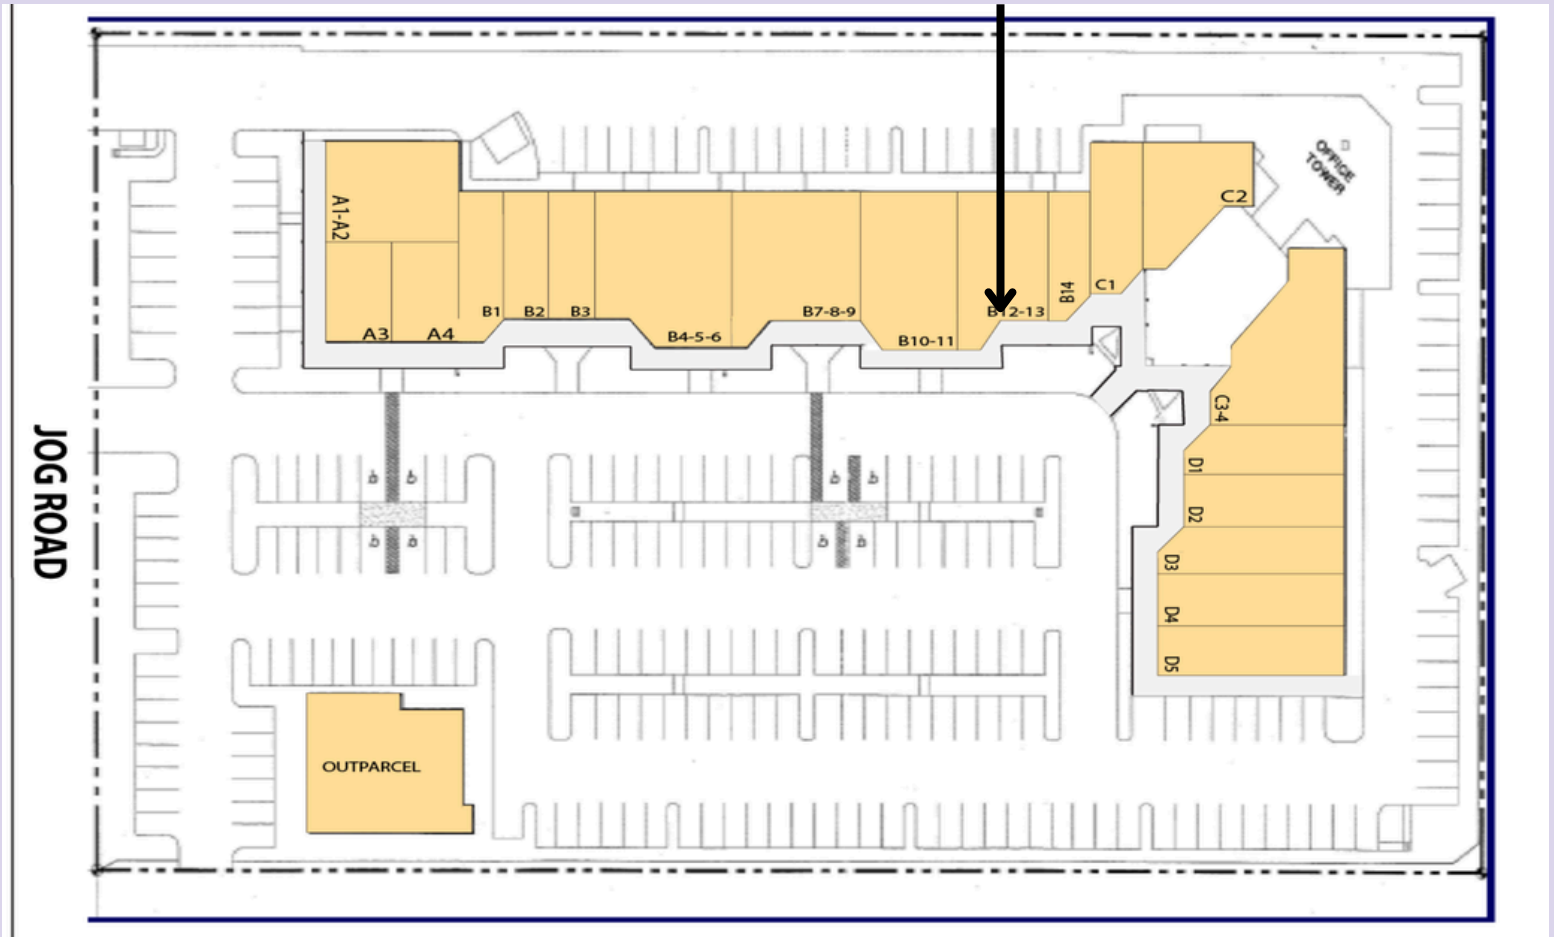 OFFICE
TOWER
A1-A2
C2
C1
B14
B1
B2
B3
B7-8-9
B12-13
A3
A4
B4-5-6
B10-11
C3-4
D1
D2
D3
D4
D5
JOG ROAD
OUTPARCEL